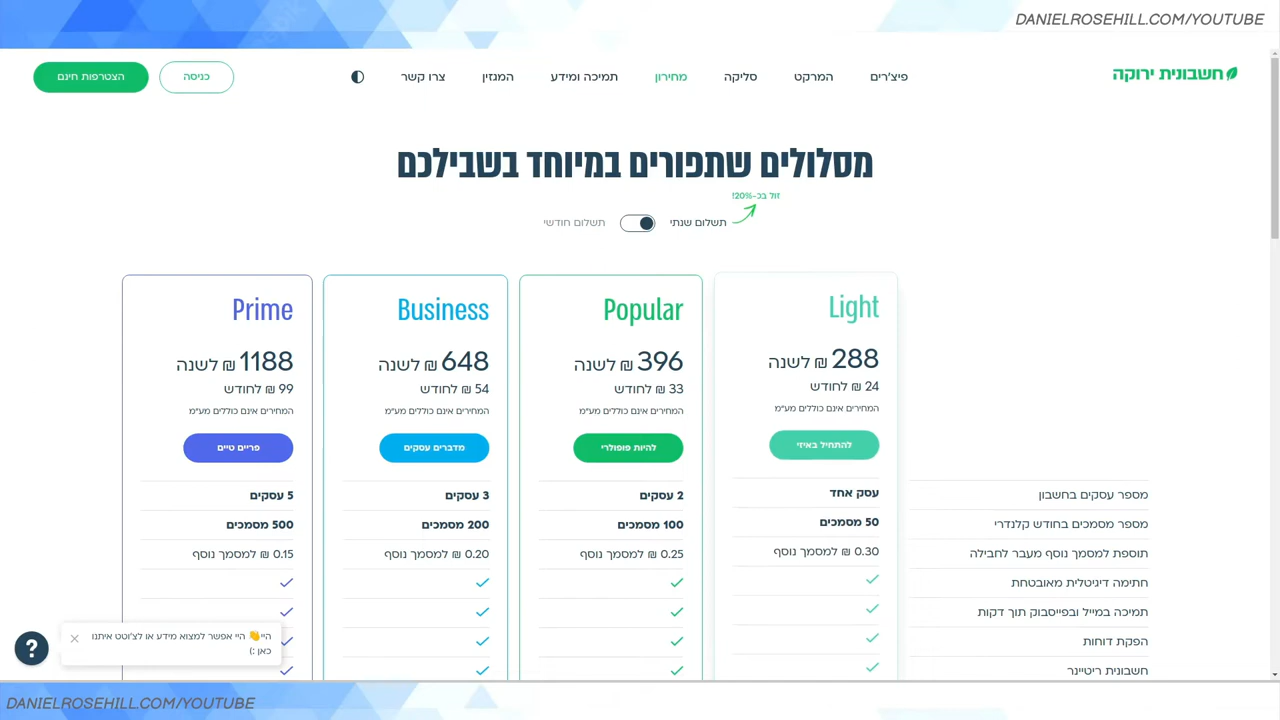 DANIELROSEHILL.COM/YOUTUBE
חשבונית ירוקה
פיצ'רים
המרקט
סליקה
מחירון
תמיכה ומידע
המגזין
צרו קשר
כניסה
הצטרפות חינם
מסלולים שתפורים במיוחד בשבילכם
זול בכ-20%!
תשלום שנתי
תשלום חודשי
Light
288 ₪ לשנה
24 ₪ לחודש
המחירים אינם כוללים מע"מ
להתחיל באיזי
עסק אחד
50 מסמכים
0.30 ₪ למסמך נוסף
Popular
396 ₪ לשנה
33 ₪ לחודש
המחירים אינם כוללים מע"מ
להיות פופולרי
2 עסקים
100 מסמכים
0.25 ₪ למסמך נוסף
Business
648 ₪ לשנה
54 ₪ לחודש
המחירים אינם כוללים מע"מ
מדברים עסקים
3 עסקים
200 מסמכים
0.20 ₪ למסמך נוסף
Prime
1188 ₪ לשנה
99 ₪ לחודש
המחירים אינם כוללים מע"מ
פריים טיים
5 עסקים
500 מסמכים
0.15 ₪ למסמך נוסף
מספר עסקים בחשבון
מספר מסמכים בחודש קלנדרי
תוספת למסמך נוסף מעבר לחבילה
חתימה דיגיטלית מאובטחת
תמיכה במייל ובפייסבוק תוך דקות
הפקת דוחות
חשבונית ריטיינר
היי👋 היי אפשר למצוא מידע או לצ'וטט איתנו
כאן :)
?
DANIELROSEHILL.COM/YOUTUBE